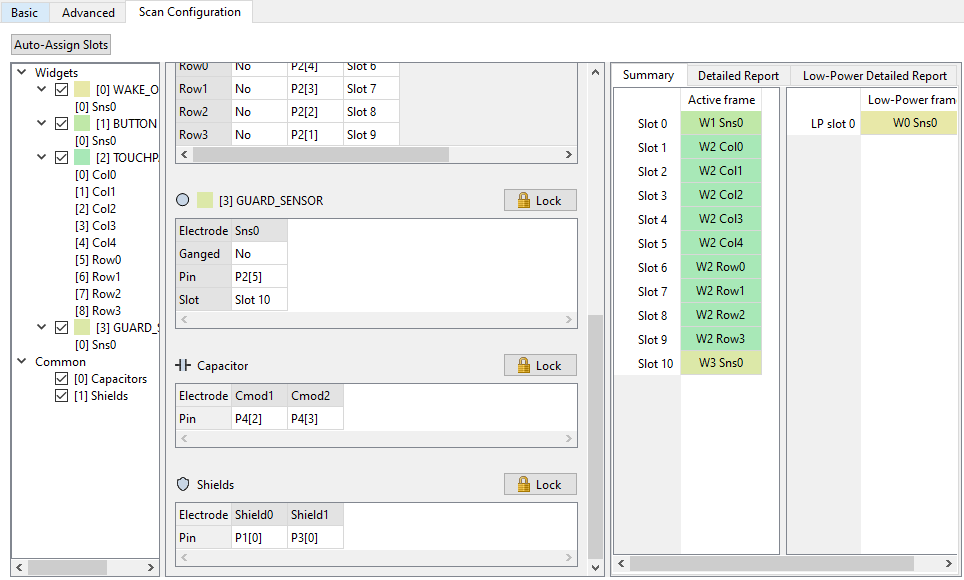 Basic Advanced Scan Configuration
Auto-Assign Slots
Widgets
[0] WAKE_O
[0] Sns0
[1] BUTTON
[0] Sns0
[2] TOUCHP
[0] Col0
[1] Col1
[2] Col2
[3] Col3
[4] Col4
[5] Row0
[6] Row1
[7] Row2
[8] Row3
[3] GUARD_S
[0] Sns0
Common
[0] Capacitors
[1] Shields
Row0 No P2[4] Slot 6
Row1 No P2[3] Slot 7
Row2 No P2[2] Slot 8
Row3 No P2[1] Slot 9
[3] GUARD_SENSOR Lock
Electrode Sns0
Ganged No
Pin P2[5]
Slot Slot 10
Capacitor Lock
Electrode Cmod1 Cmod2
Pin P4[2] P4[3]
Shields Lock
Electrode Shield0 Shield1
Pin P1[0] P3[0]
Summary Detailed Report Low-Power Detailed Report
Active frame
Slot 0 W1 Sns0
Slot 1 W2 Col0
Slot 2 W2 Col1
Slot 3 W2 Col2
Slot 4 W2 Col3
Slot 5 W2 Col4
Slot 6 W2 Row0
Slot 7 W2 Row1
Slot 8 W2 Row2
Slot 9 W2 Row3
Slot 10 W3 Sns0
Low-Power fram
LP slot 0 W0 Sns0